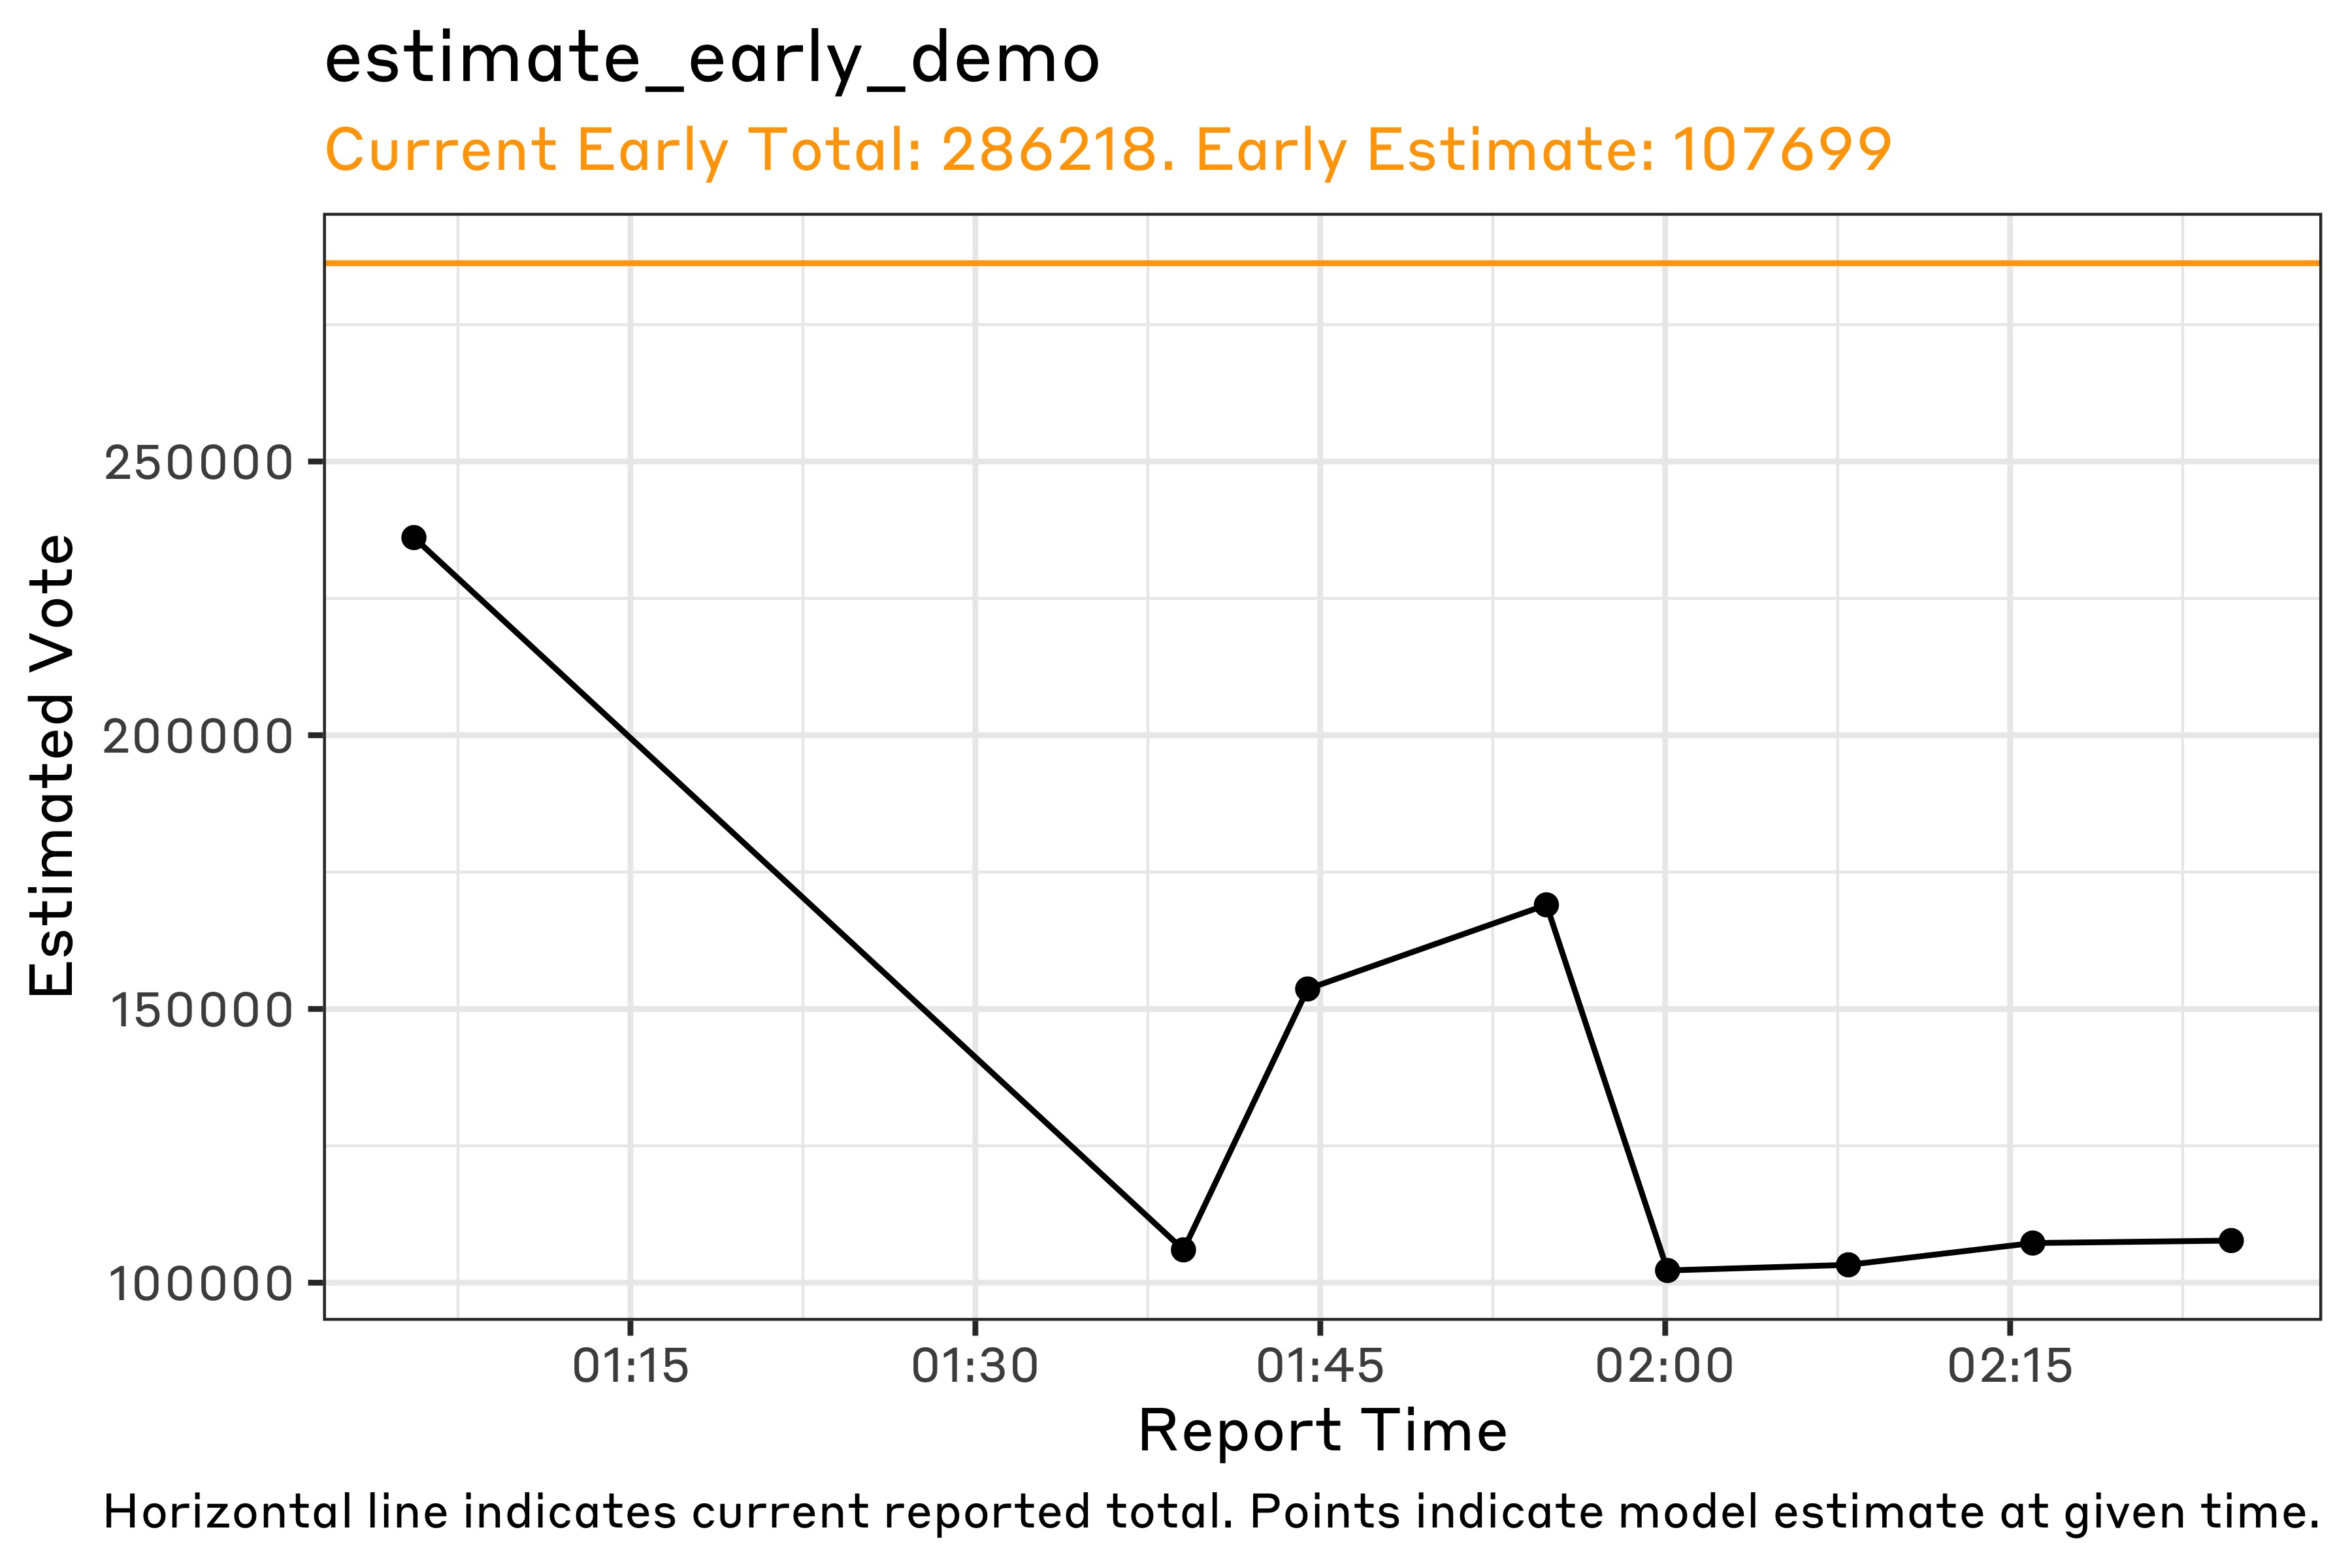 estimate_early_demo
Current Early Total: 286218. Early Estimate: 107699
Estimated Vote
250000
200000
150000
100000
01:15 01:30 01:45 02:00 02:15
Report Time
Horizontal line indicates current reported total. Points indicate model estimate at given time.